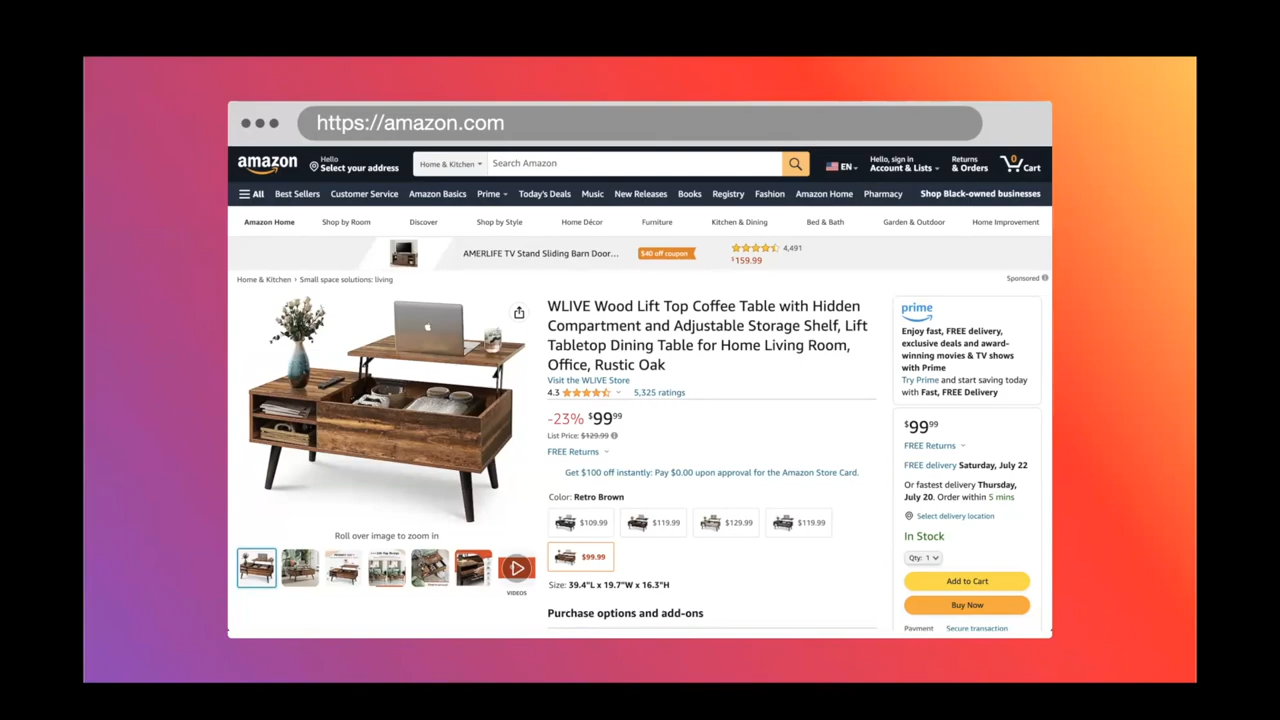 https://amazon.com
amazon
Hello
Select your address
Home & Kitchen
Search Amazon
EN
Hello, sign in
Account & Lists
Returns
& Orders
0
Cart
All Best Sellers Customer Service Amazon Basics Prime Today's Deals Music New Releases Books Registry Fashion Amazon Home Pharmacy Shop Black-owned businesses
Amazon Home Shop by Room Discover Shop by Style Home Décor Furniture Kitchen & Dining Bed & Bath Garden & Outdoor Home Improvement
AMERLIFE TV Stand Sliding Barn Door...
$40 off coupon
4,491
$159.99
Home & Kitchen › Small space solutions: living
Sponsored
WLIVE Wood Lift Top Coffee Table with Hidden
Compartment and Adjustable Storage Shelf, Lift
Tabletop Dining Table for Home Living Room,
Office, Rustic Oak
Visit the WLIVE Store
4.3
5,325 ratings
-23% $99.99
List Price: $129.99
FREE Returns
Get $100 off instantly: Pay $0.00 upon approval for the Amazon Store Card.
Color: Retro Brown
$109.99 $119.99 $129.99 $119.99
$99.99
Size: 39.4"L x 19.7"W x 16.3"H
Purchase options and add-ons
Roll over image to zoom in
VIDEOS
prime
Enjoy fast, FREE delivery,
exclusive deals and award-
winning movies & TV shows
with Prime
Try Prime and start saving today
with Fast, FREE Delivery
$99.99
FREE Returns
FREE delivery Saturday, July 22
Or fastest delivery Thursday,
July 20. Order within 5 mins
Select delivery location
In Stock
Qty: 1
Add to Cart
Buy Now
Payment Secure transaction